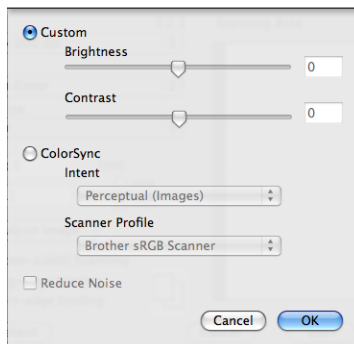 Custom
Brightness
0
Contrast
0
ColorSync
Intent
Perceptual (Images)
Scanner Profile
Brother sRGB Scanner
Reduce Noise
Cancel OK